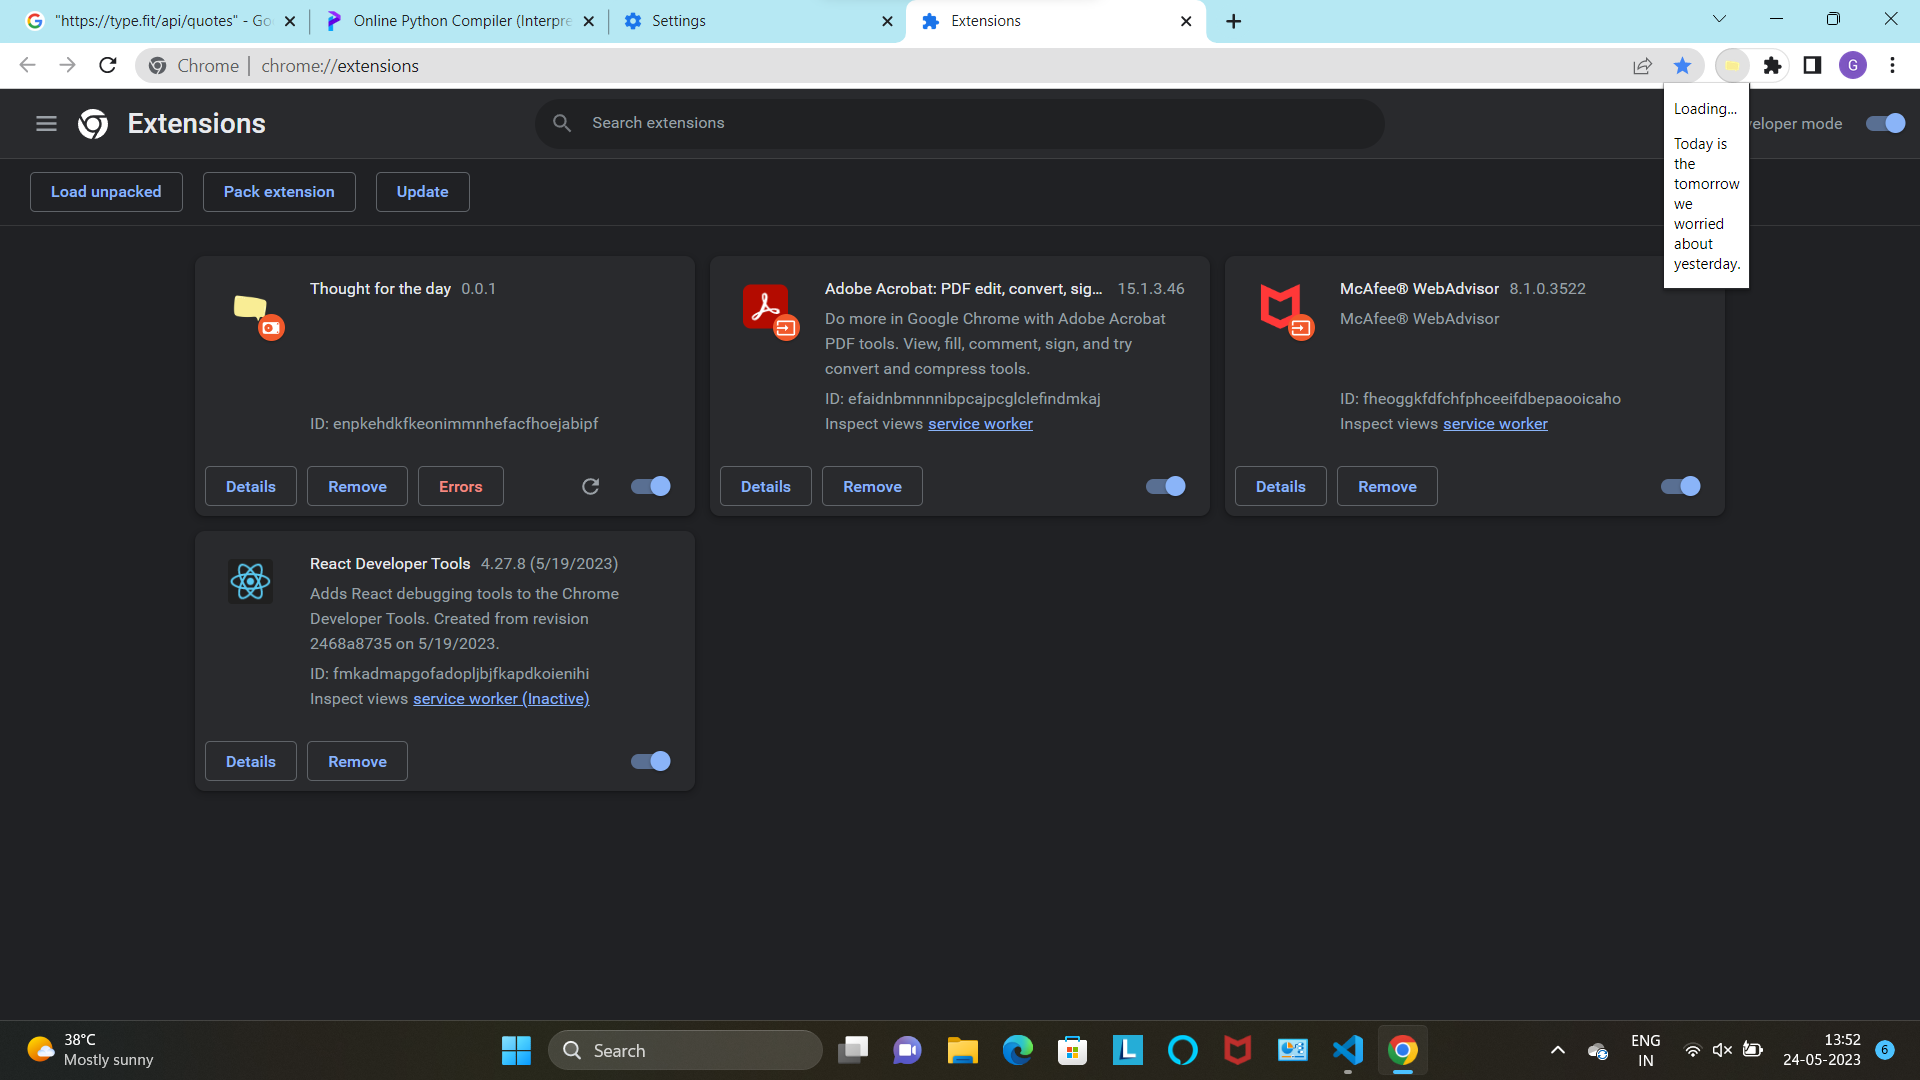 "https://type.fit/api/quotes" - Go
Online Python Compiler (Interpre
Settings
Extensions
Chrome
chrome://extensions
G
Extensions
Search extensions
veloper mode
Loading...
Today is
the
tomorrow
we
worried
about
yesterday.
Load unpacked
Pack extension
Update
Thought for the day 0.0.1
ID: enpkehdkfkeonimmnhefacfhoejabipf
Details
Remove
Errors
Adobe Acrobat: PDF edit, convert, sig... 15.1.3.46
Do more in Google Chrome with Adobe Acrobat
PDF tools. View, fill, comment, sign, and try
convert and compress tools.
ID: efaidnbmnnnibpcajpcglclefindmkaj
Inspect views service worker
Details
Remove
McAfee® WebAdvisor 8.1.0.3522
McAfee® WebAdvisor
ID: fheoggkfdfchfphceeifdbepaooicaho
Inspect views service worker
Details
Remove
React Developer Tools 4.27.8 (5/19/2023)
Adds React debugging tools to the Chrome
Developer Tools. Created from revision
2468a8735 on 5/19/2023.
ID: fmkadmapgofadopljbjfkapdkoienihi
Inspect views service worker (Inactive)
Details
Remove
38°C
Mostly sunny
Search
L
ENG
IN
13:52
24-05-2023
6